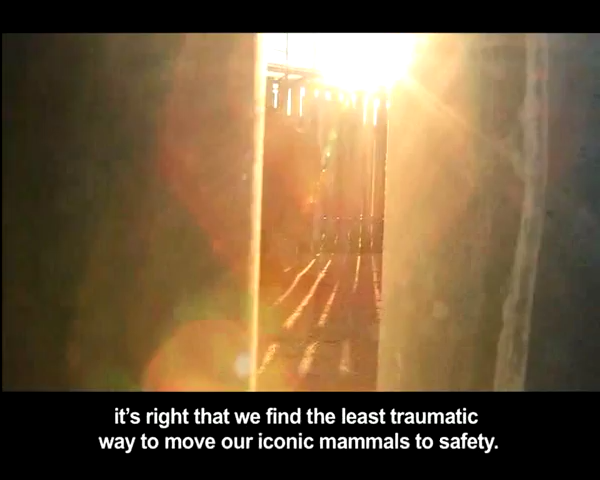 it's right that we find the least traumatic
way to move our iconic mammals to safety.